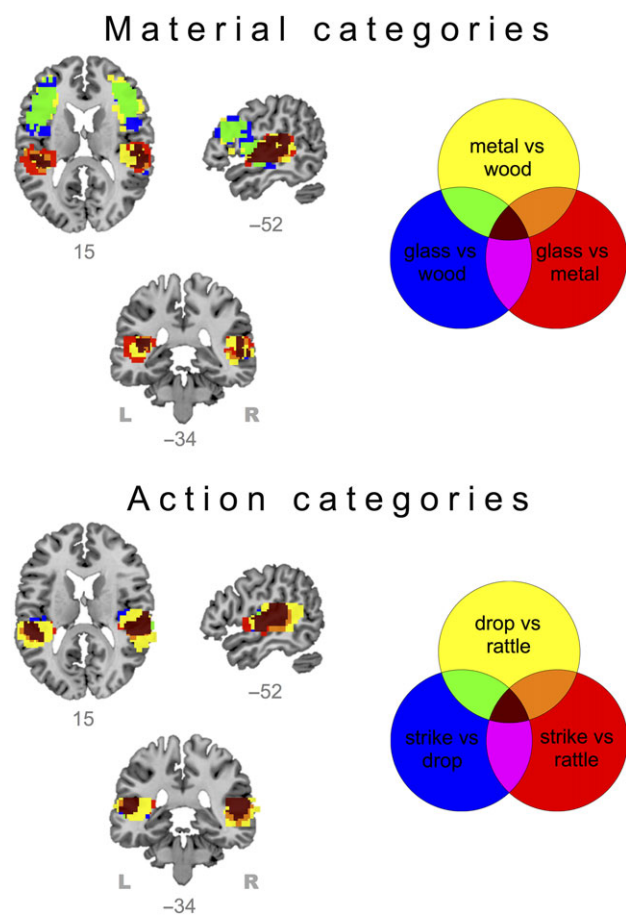 Material categories
15
–52
L
R
–34
metal vs
wood
glass vs
wood
glass vs
metal
Action categories
15
–52
L
R
–34
drop vs
rattle
strike vs
drop
strike vs
rattle